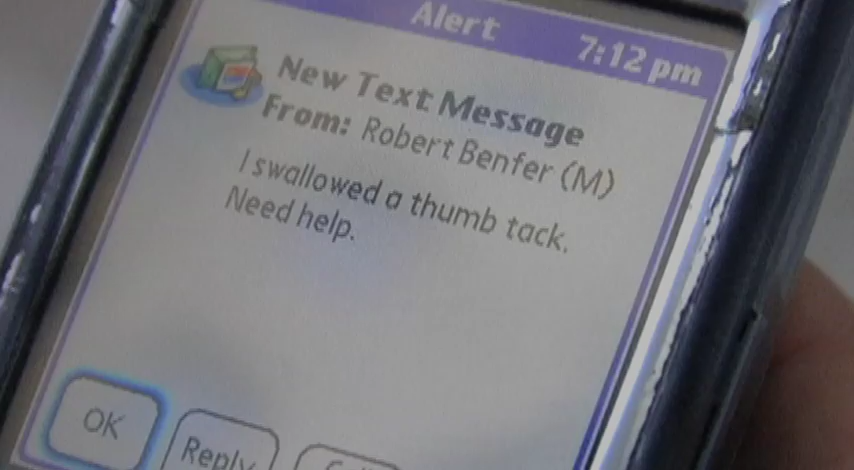 Alert 7:12 pm
New Text Message
From: Robert Benfer (M)
I swallowed a thumb tack.
Need help.
OK Reply